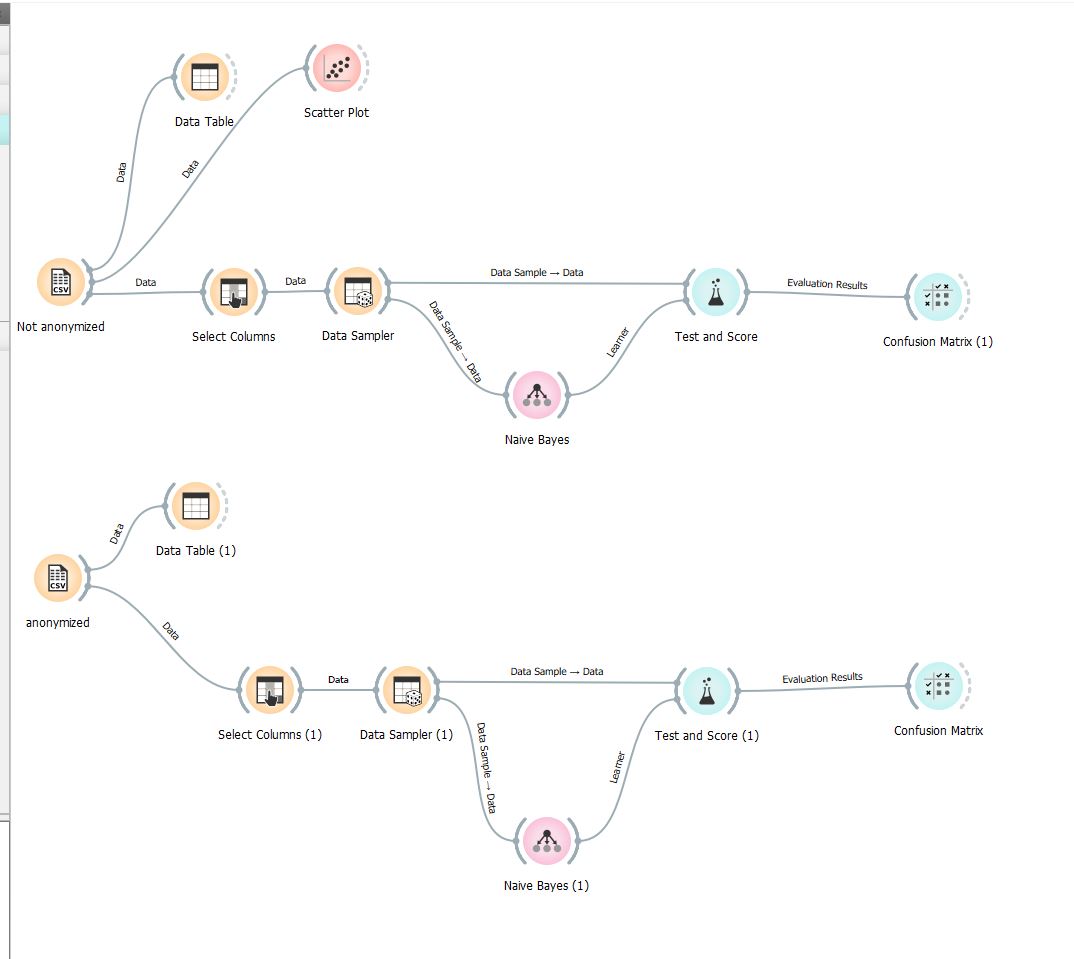 Data Table
Scatter Plot
Data
Data
CSV
Not anonymized
Data
Select Columns
Data
Data Sampler
Data Sample → Data
Data Sample → Data
Naive Bayes
Learner
Test and Score
Evaluation Results
Confusion Matrix (1)
Data Table (1)
Data
CSV
anonymized
Data
Select Columns (1)
Data
Data Sampler (1)
Data Sample → Data
Data Sample → Data
Naive Bayes (1)
Learner
Test and Score (1)
Evaluation Results
Confusion Matrix